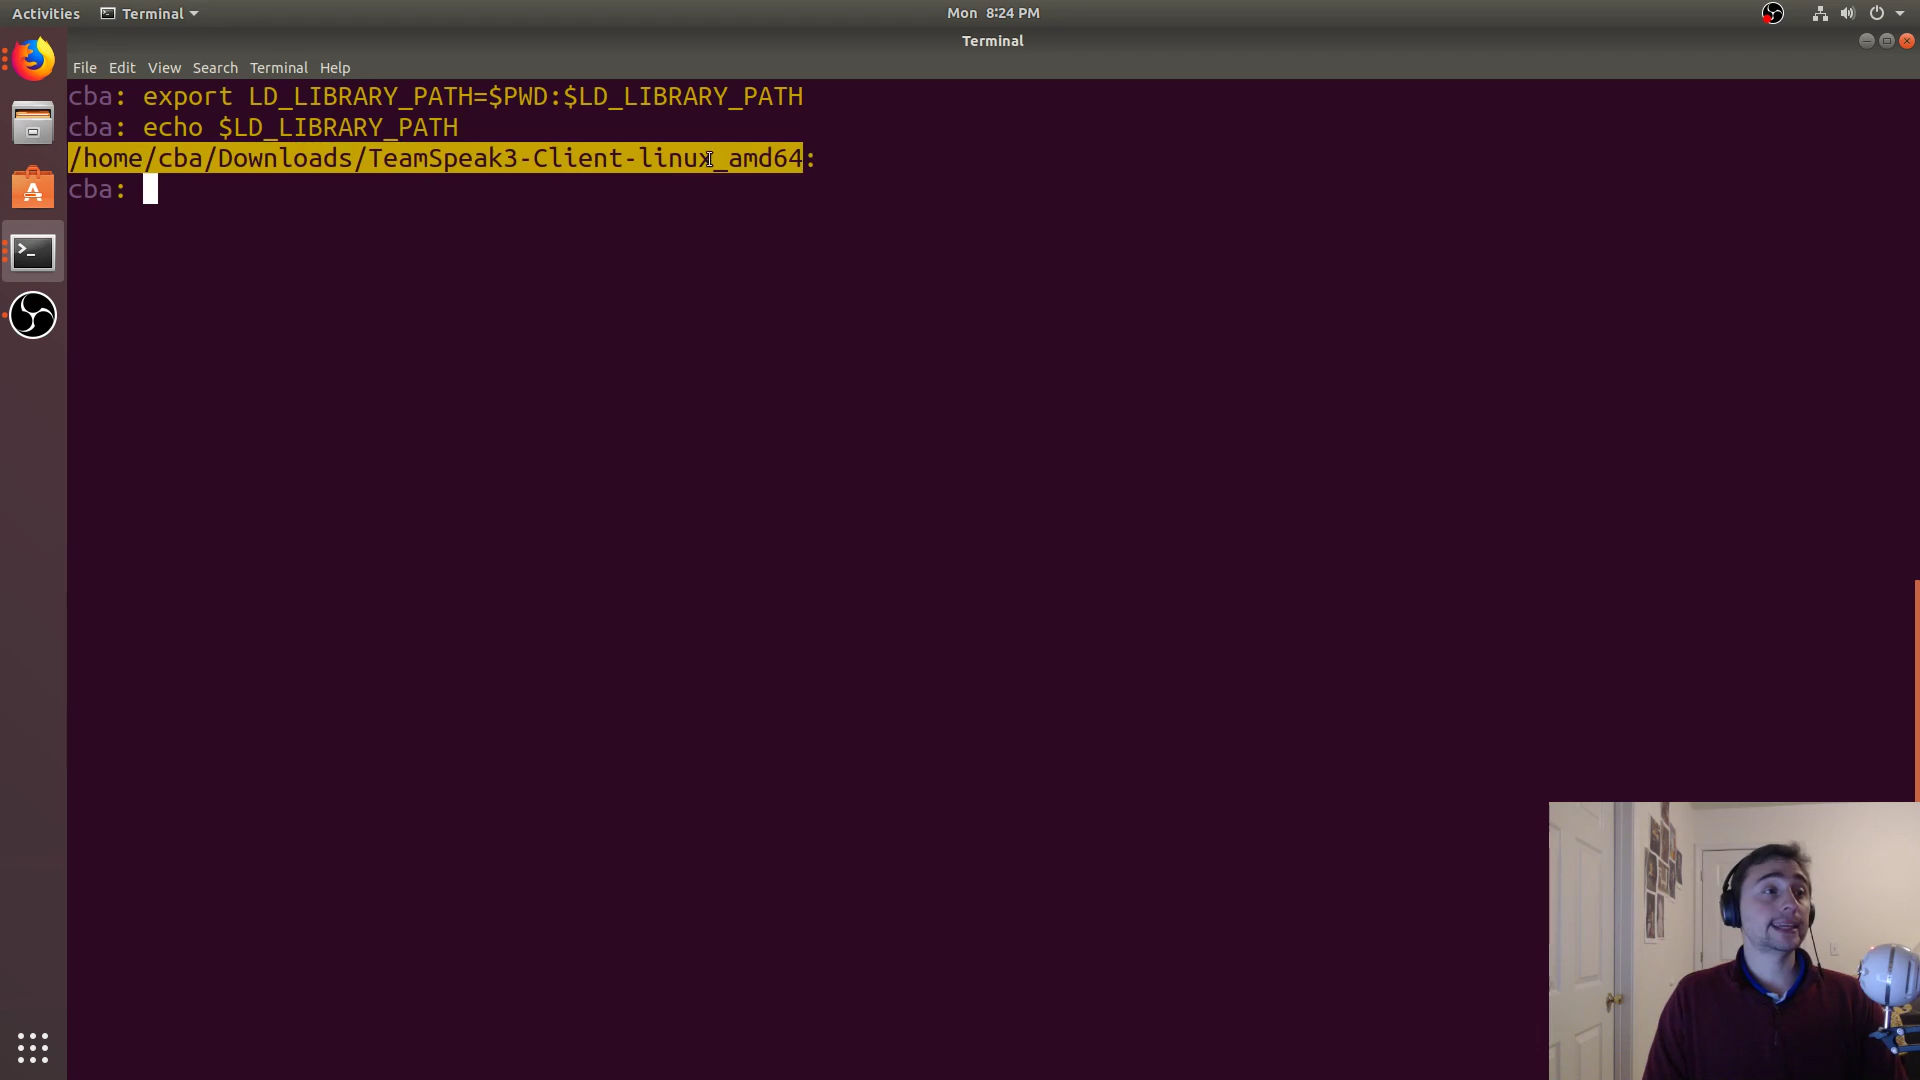 Activities Terminal Mon 8:24 PM
Terminal
File Edit View Search Terminal Help
cba: export LD_LIBRARY_PATH=$PWD:$LD_LIBRARY_PATH
cba: echo $LD_LIBRARY_PATH
/home/cba/Downloads/TeamSpeak3-Client-linux_amd64:
cba: